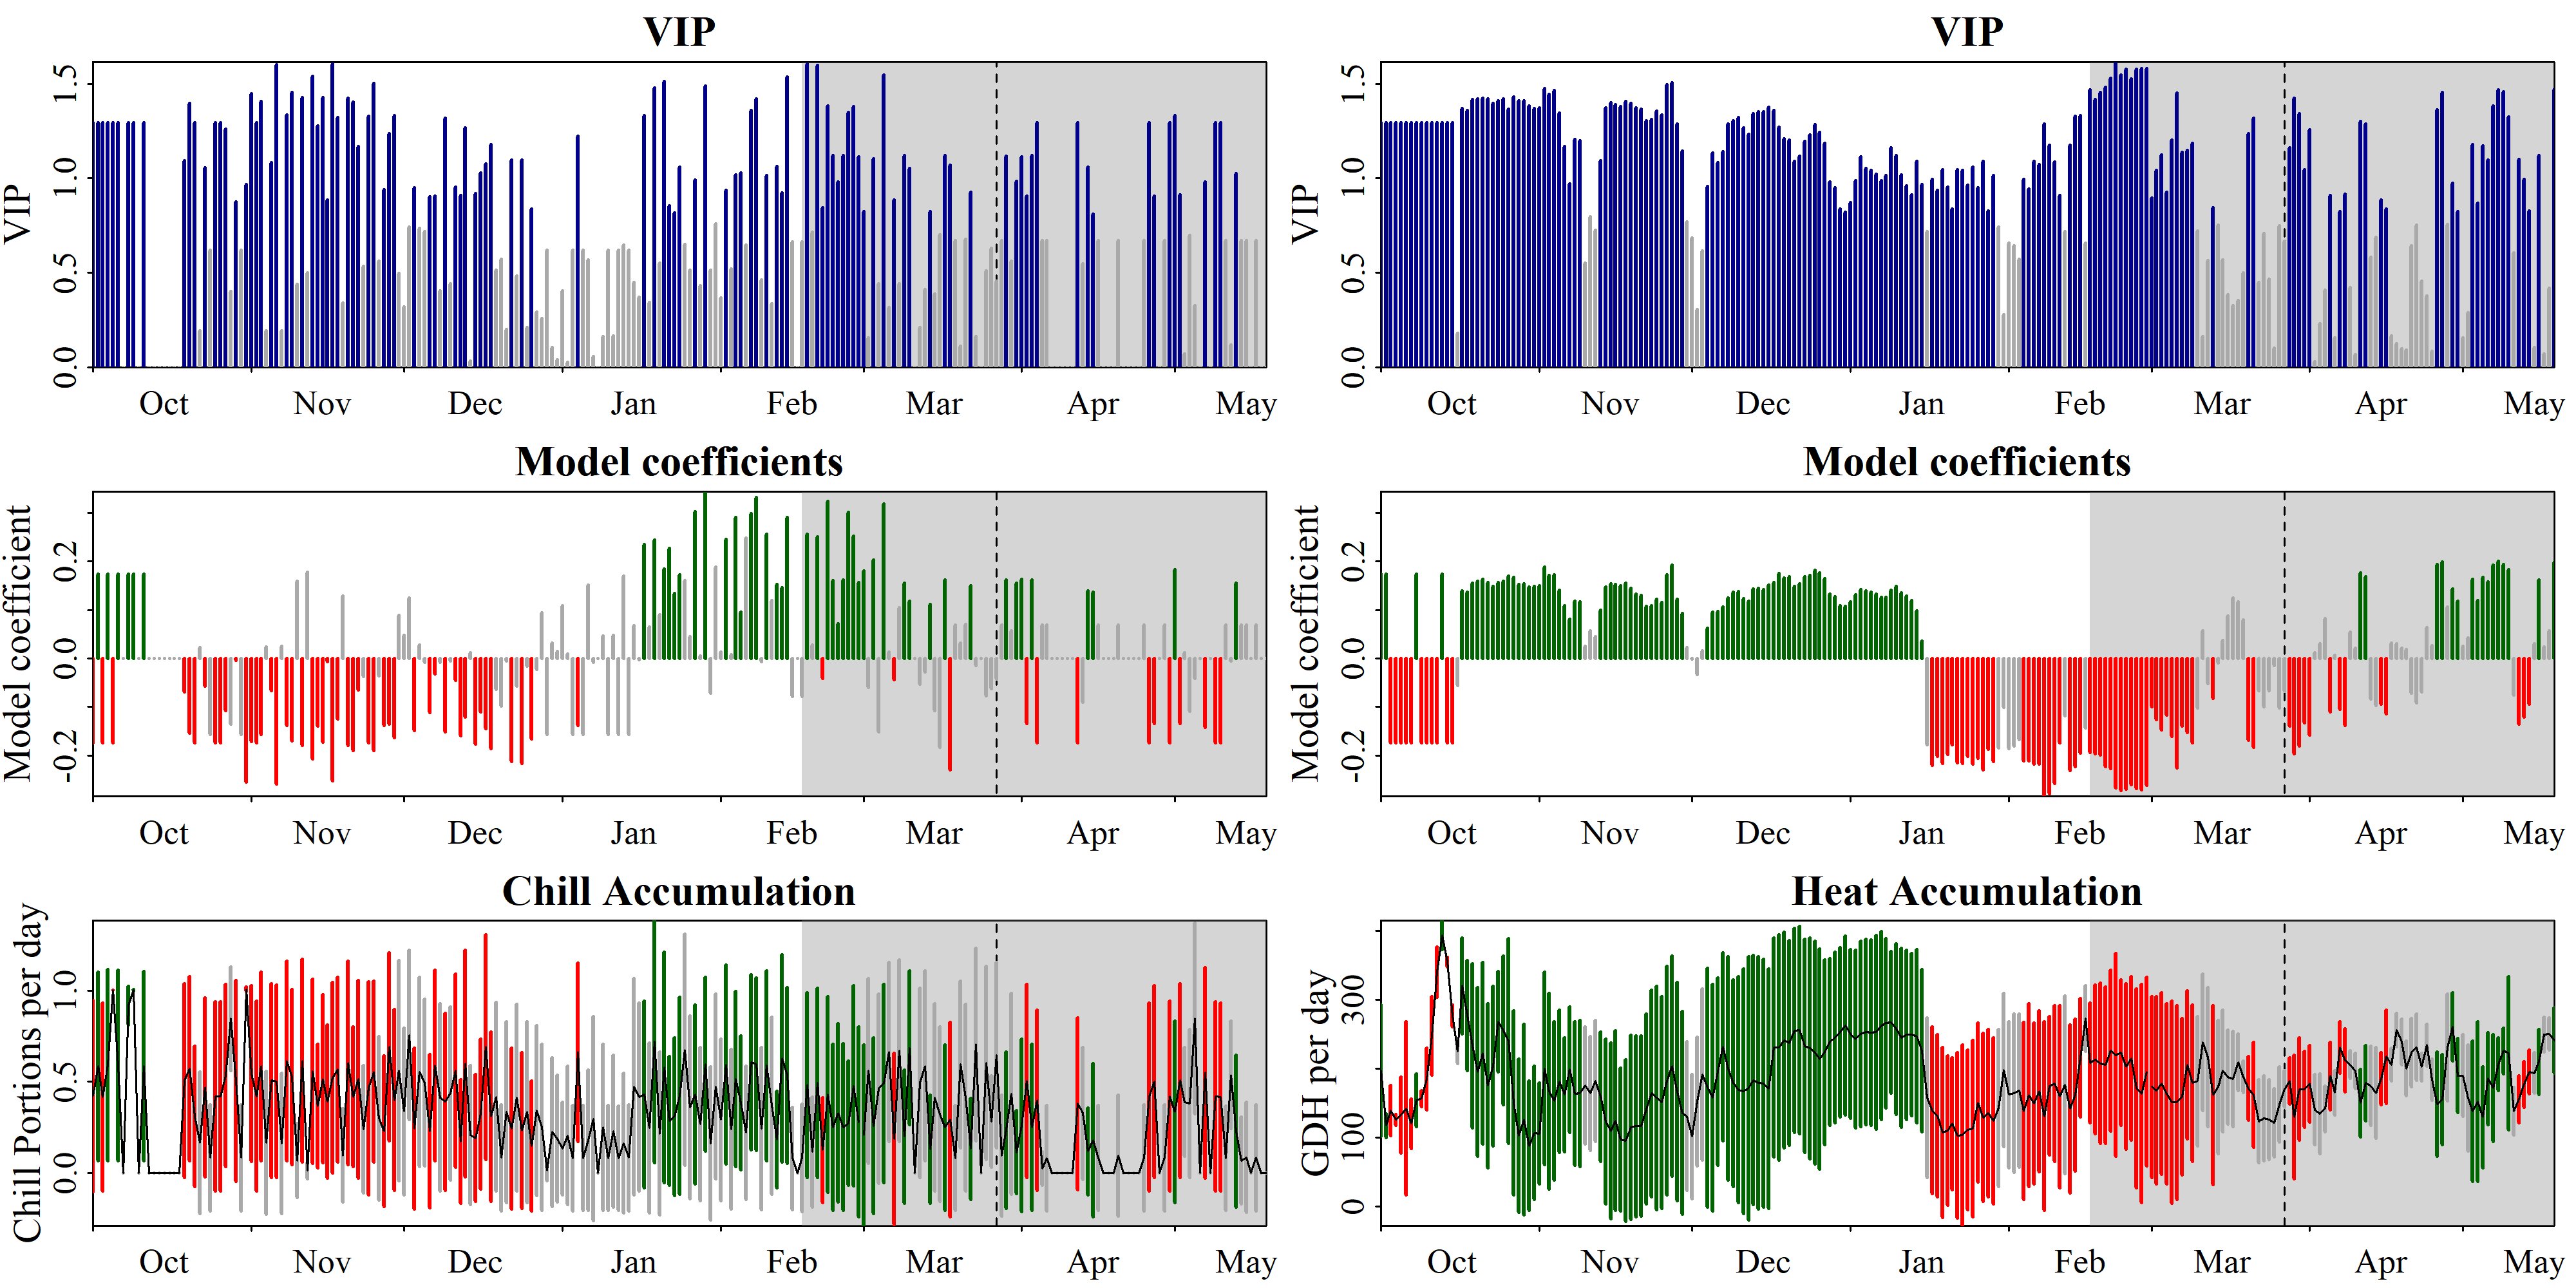 VIP
VIP
1.5
1.0
0.5
0.0
Oct Nov Dec Jan Feb Mar Apr May
VIP
VIP
1.5
1.0
0.5
0.0
Oct Nov Dec Jan Feb Mar Apr May
Model coefficients
Model coefficient
0.2
0.0
-0.2
Oct Nov Dec Jan Feb Mar Apr May
Model coefficients
Model coefficient
0.2
0.0
-0.2
Oct Nov Dec Jan Feb Mar Apr May
Chill Accumulation
Chill Portions per day
1.0
0.5
0.0
Oct Nov Dec Jan Feb Mar Apr May
Heat Accumulation
GDH per day
300
100
0
Oct Nov Dec Jan Feb Mar Apr May